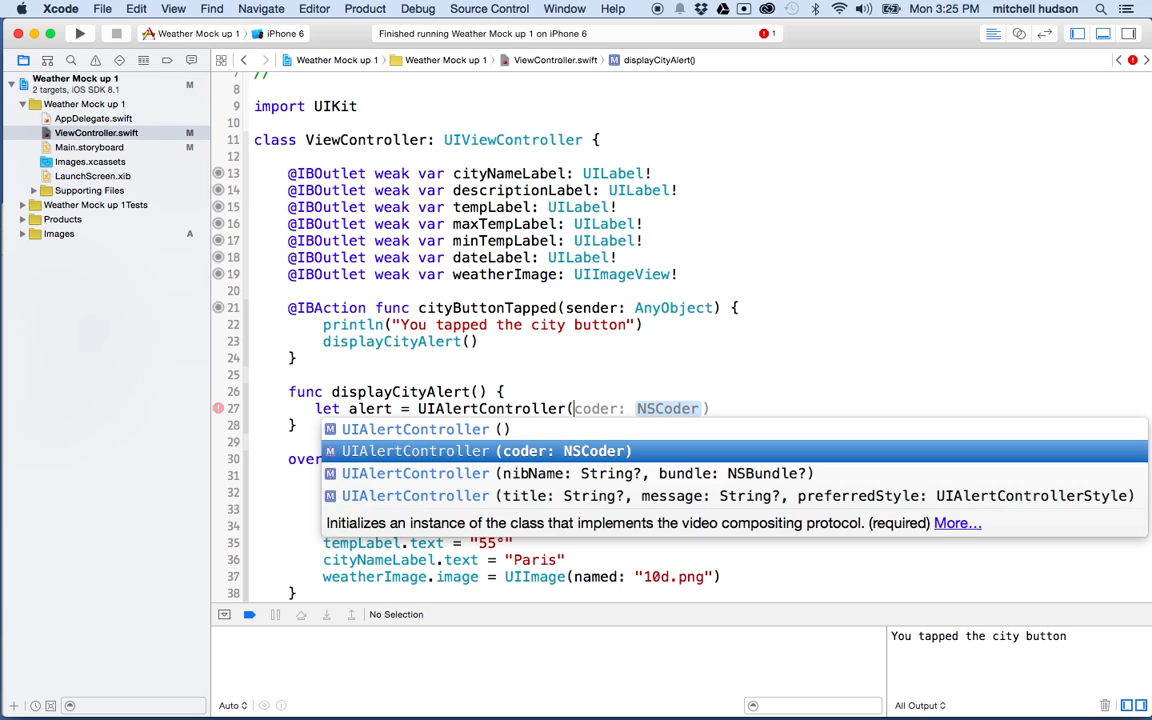 Xcode File Edit View Find Navigate Editor Product Debug Source Control Window Help Mon 3:25 PM mitchell hudson
Weather Mock up 1 〉 iPhone 6 Finished running Weather Mock up 1 on iPhone 6 1
Weather Mock up 1 〉 Weather Mock up 1 〉 ViewController.swift 〉 M displayCityAlert()
Weather Mock up 1 M
2 targets, iOS SDK 8.1
Weather Mock up 1
AppDelegate.swift
ViewController.swift M
Main.storyboard M
Images.xcassets
LaunchScreen.xib
Supporting Files
Weather Mock up 1Tests
Products
Images A
7 //
8
9 import UIKit
10
11 class ViewController: UIViewController {
12
13 @IBOutlet weak var cityNameLabel: UILabel!
14 @IBOutlet weak var descriptionLabel: UILabel!
15 @IBOutlet weak var tempLabel: UILabel!
16 @IBOutlet weak var maxTempLabel: UILabel!
17 @IBOutlet weak var minTempLabel: UILabel!
18 @IBOutlet weak var dateLabel: UILabel!
19 @IBOutlet weak var weatherImage: UIImageView!
20
21 @IBAction func cityButtonTapped(sender: AnyObject) {
22 println("You tapped the city button")
23 displayCityAlert()
24 }
25
26 func displayCityAlert() {
27 let alert = UIAlertController(coder: NSCoder)
28 }
M UIAlertController ()
29
M UIAlertController (coder: NSCoder)
30 over
31
M UIAlertController (nibName: String?, bundle: NSBundle?)
32
M UIAlertController (title: String?, message: String?, preferredStyle: UIAlertControllerStyle)
33
Initializes an instance of the class that implements the video compositing protocol. (required) More...
34
35 tempLabel.text = "55°"
36 cityNameLabel.text = "Paris"
37 weatherImage.image = UIImage(named: "10d.png")
38 }
No Selection
You tapped the city button
Auto
All Output